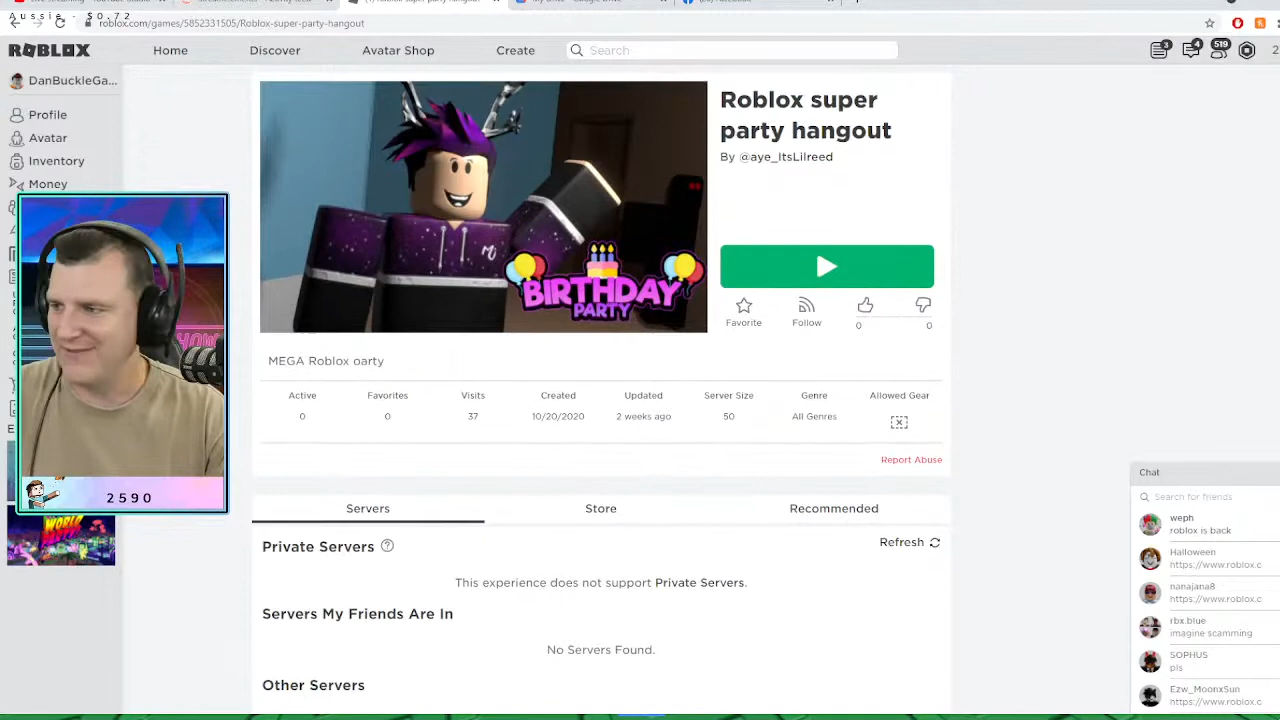 roblox.com/games/5852331505/Roblox-super-party-hangout
ROBLOX
Home
Discover
Avatar Shop
Create
Search
3
4
519
2
DanBuckleGa...
Profile
Avatar
Inventory
Money
2590
BIRTHDAY
PARTY
Roblox super
party hangout
By @aye_ItsLilreed
Favorite
Follow
0
0
MEGA Roblox oarty
Active Favorites Visits Created Updated Server Size Genre Allowed Gear
0 0 37 10/20/2020 2 weeks ago 50 All Genres
Report Abuse
Servers Store Recommended
Private Servers
Refresh
This experience does not support Private Servers.
Servers My Friends Are In
No Servers Found.
Other Servers
Chat
Search for friends
weph
roblox is back
Halloween
https://www.roblox.c
nanajana8
https://www.roblox.c
rbx.blue
imagine scamming
SOPHUS
pls
Ezw_MoonxSun
https://www.roblox.c